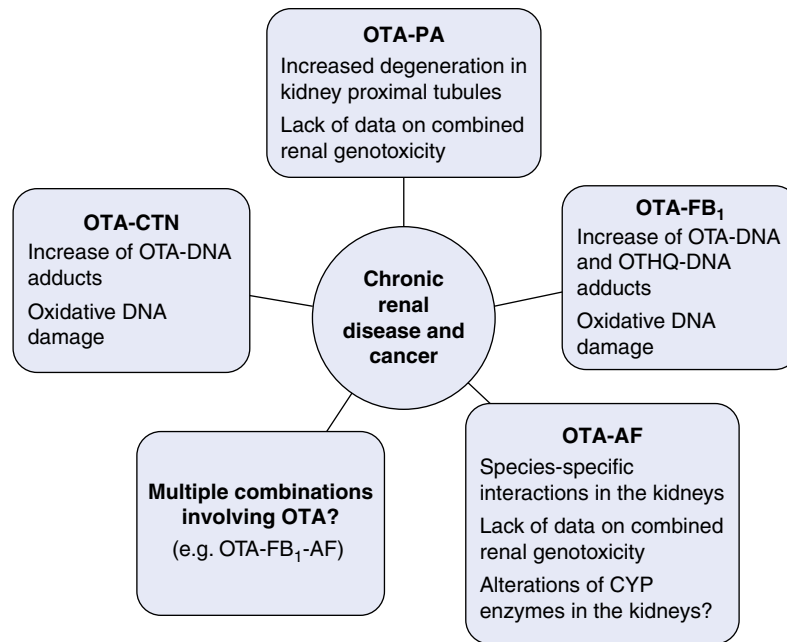 OTA-PA
Increased degeneration in
kidney proximal tubules
Lack of data on combined
renal genotoxicity
OTA-CTN
Increase of OTA-DNA
adducts
Oxidative DNA
damage
Chronic
renal
disease and
cancer
OTA-FB₁
Increase of OTA-DNA
and OTHQ-DNA
adducts
Oxidative DNA
damage
Multiple combinations
involving OTA?
(e.g. OTA-FB₁-AF)
OTA-AF
Species-specific
interactions in the kidneys
Lack of data on combined
renal genotoxicity
Alterations of CYP
enzymes in the kidneys?